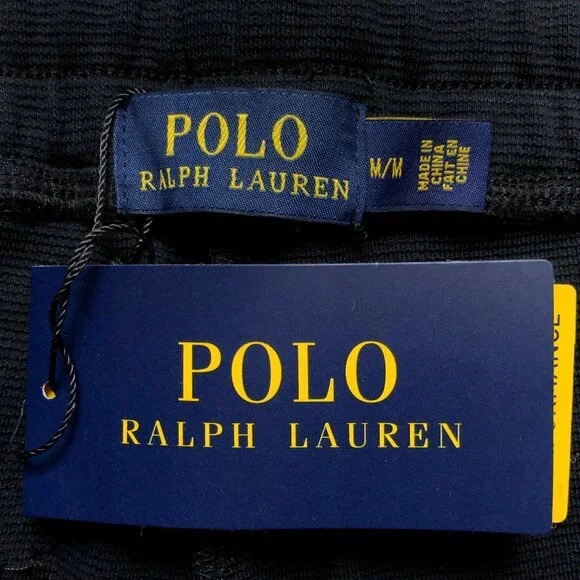 POLO
RALPH LAUREN
M/M
MADE IN
CHINA
FAIT EN
CHINE
POLO
RALPH LAUREN